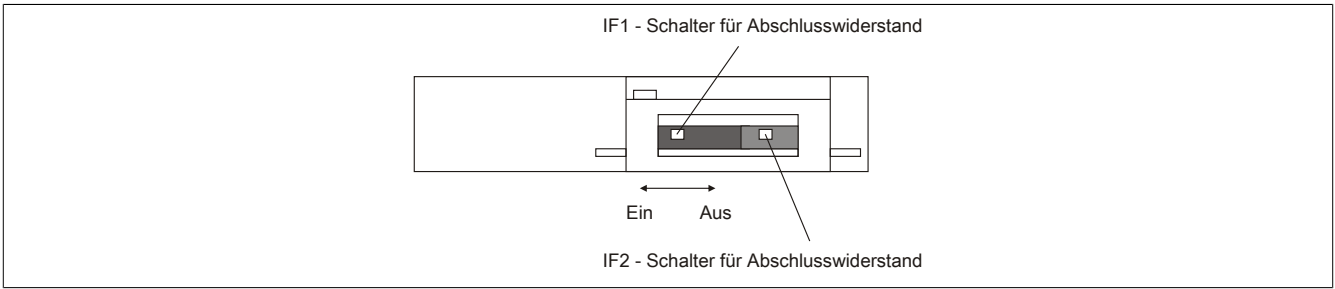 IF1 - Schalter für Abschlusswiderstand
Ein Aus
IF2 - Schalter für Abschlusswiderstand